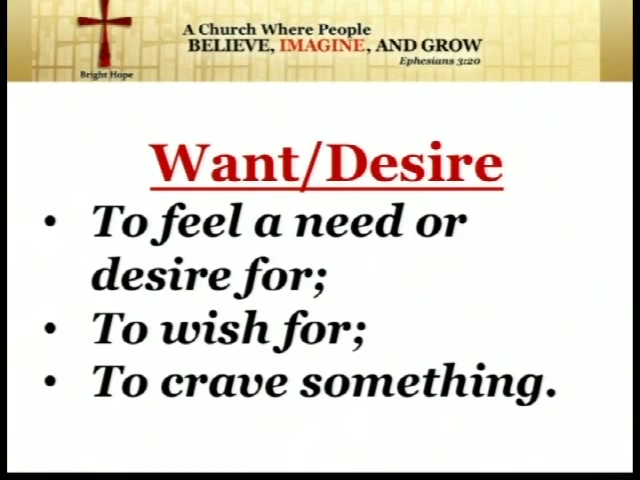 A Church Where People
BELIEVE, IMAGINE, AND GROW
Ephesians 3:20
Bright Hope
Want/Desire
• To feel a need or
desire for;
• To wish for;
• To crave something.